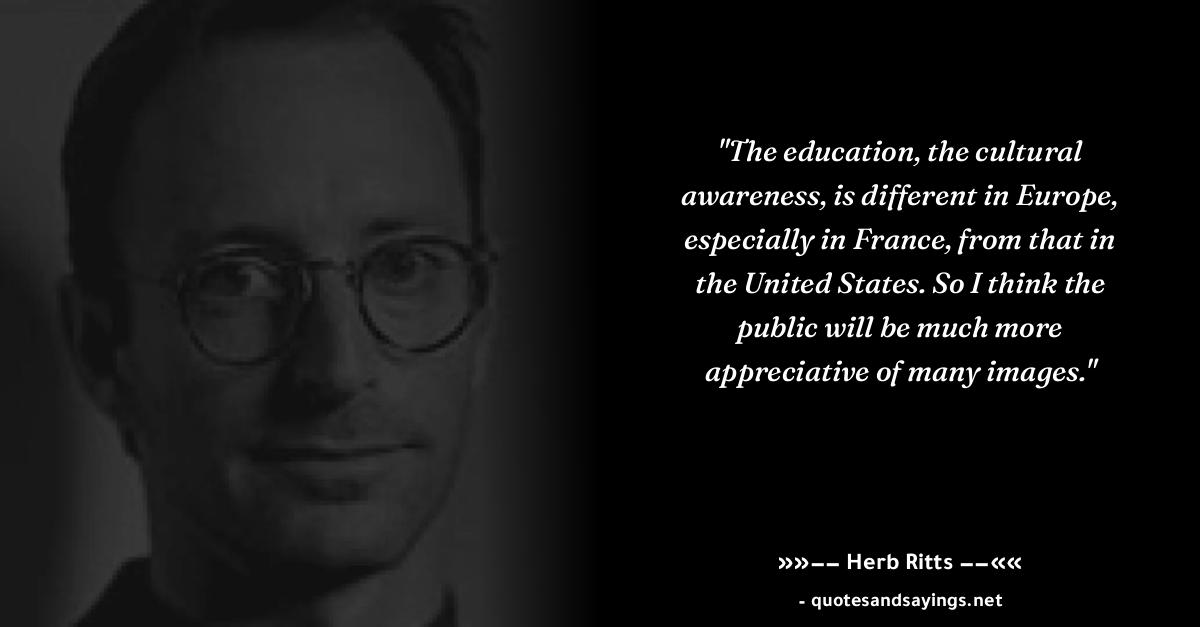 "The education, the cultural
awareness, is different in Europe,
especially in France, from that in
the United States. So I think the
public will be much more
appreciative of many images."
»»–– Herb Ritts ––««
- quotesandsayings.net